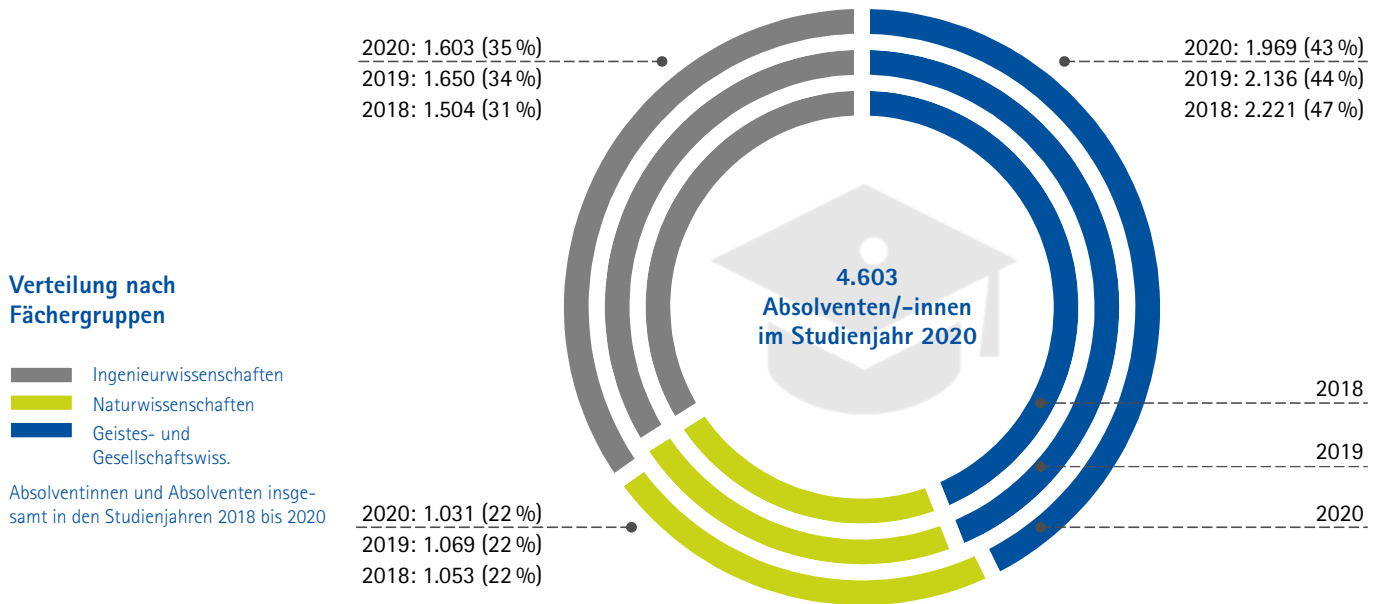 2020: 1.603 (35 %)
2019: 1.650 (34 %)
2018: 1.504 (31 %)
2020: 1.969 (43 %)
2019: 2.136 (44 %)
2018: 2.221 (47 %)
4.603
Absolventen/-innen
im Studienjahr 2020
Verteilung nach
Fächergruppen
Ingenieurwissenschaften
Naturwissenschaften
Geistes- und
Gesellschaftswiss.
Absolventinnen und Absolventen insge-
samt in den Studienjahren 2018 bis 2020
2018
2019
2020
2020: 1.031 (22 %)
2019: 1.069 (22 %)
2018: 1.053 (22 %)